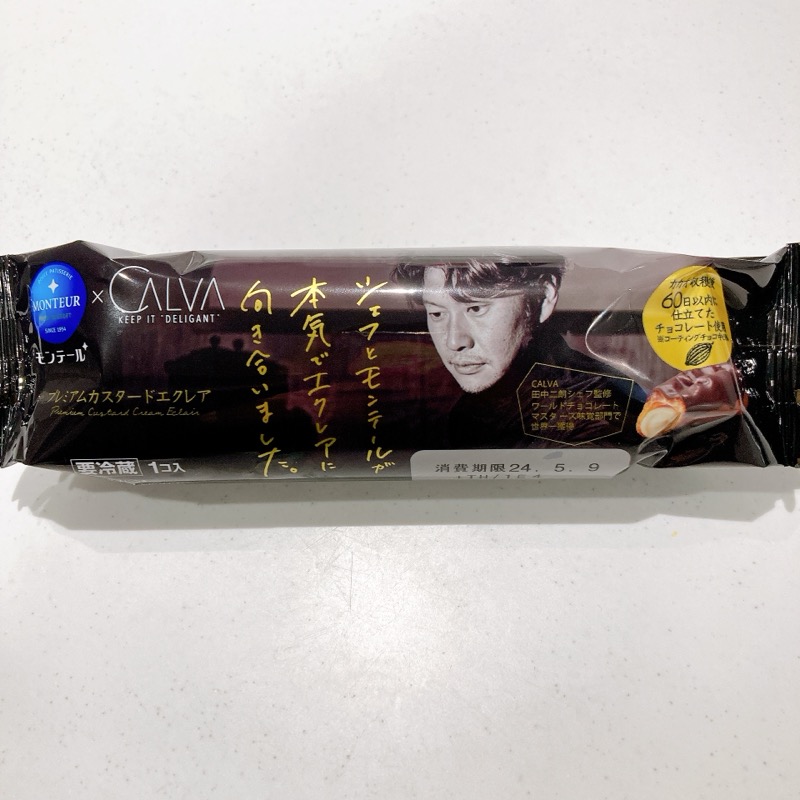 MONTEUR
SINCE 1954
モンテール
×
CALVA
KEEP IT "DELIGANT"
プレミアムカスタードエクレア
Premium Custard Cream Eclair
要冷蔵 1コ入
シェフとモンテールが
本気でエクレアに
向き合いました。
カカイ収穫後
60日以内に
仕立てた
チョコレート使用
CALVA
田中二朗シェフ監修
ワールドチョコレート
マスターズ味覚部門で
世界一獲得
消費期限24. 5. 9